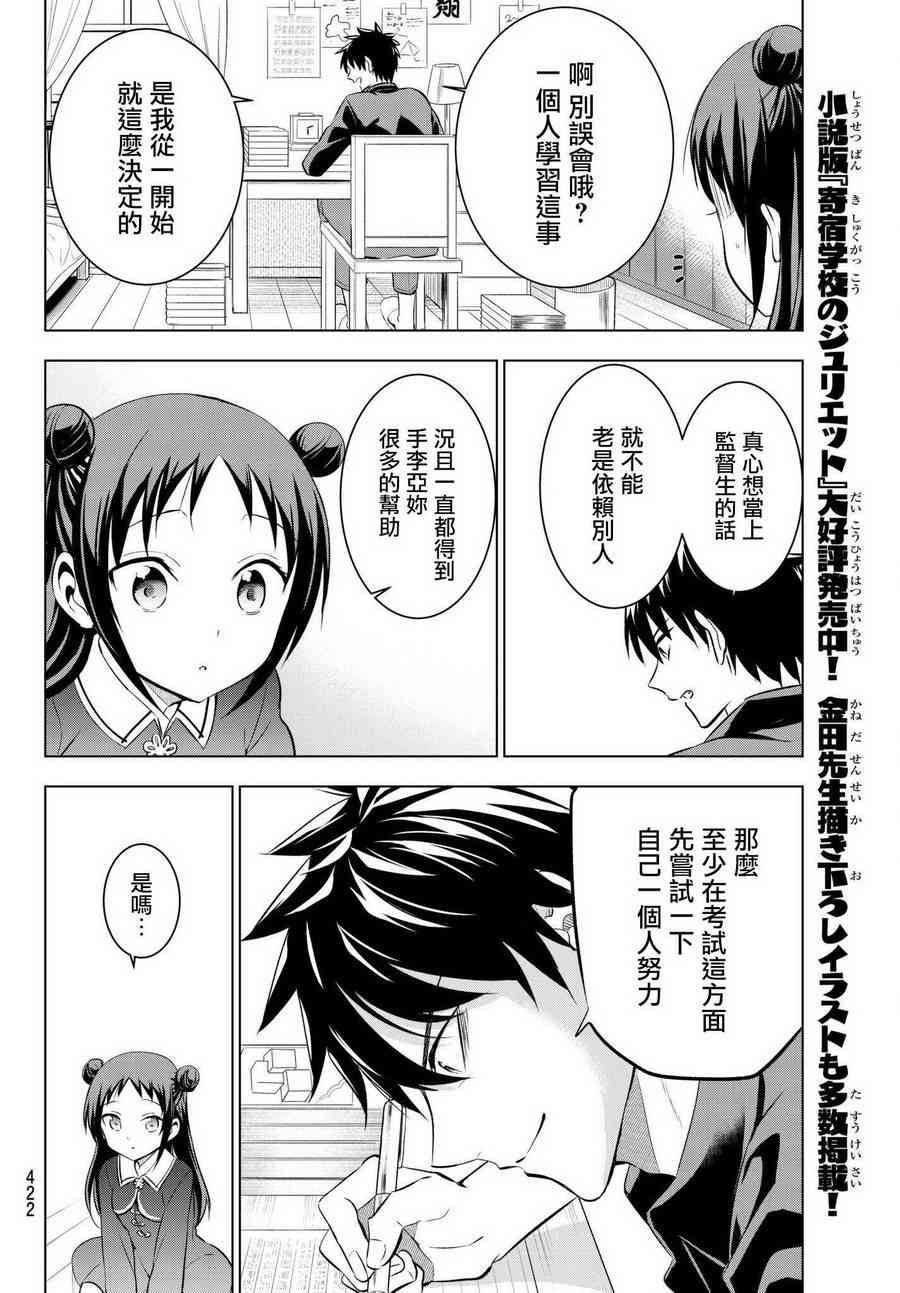 翔
啊 別誤會哦?
一個人學習這事
是我從一開始
就這麼決定的
真心想當上
監督生的話
就不能
老是依賴別人
況且一直都得到
手李亞妳
很多的幫助
那麼
至少在考試這方面
先嘗試一下
自己一個人努力
是嗎…
小説版『寄宿学校のジュリエット』大好評発売中! 金田先生描き下ろしイラストも多数掲載!
422